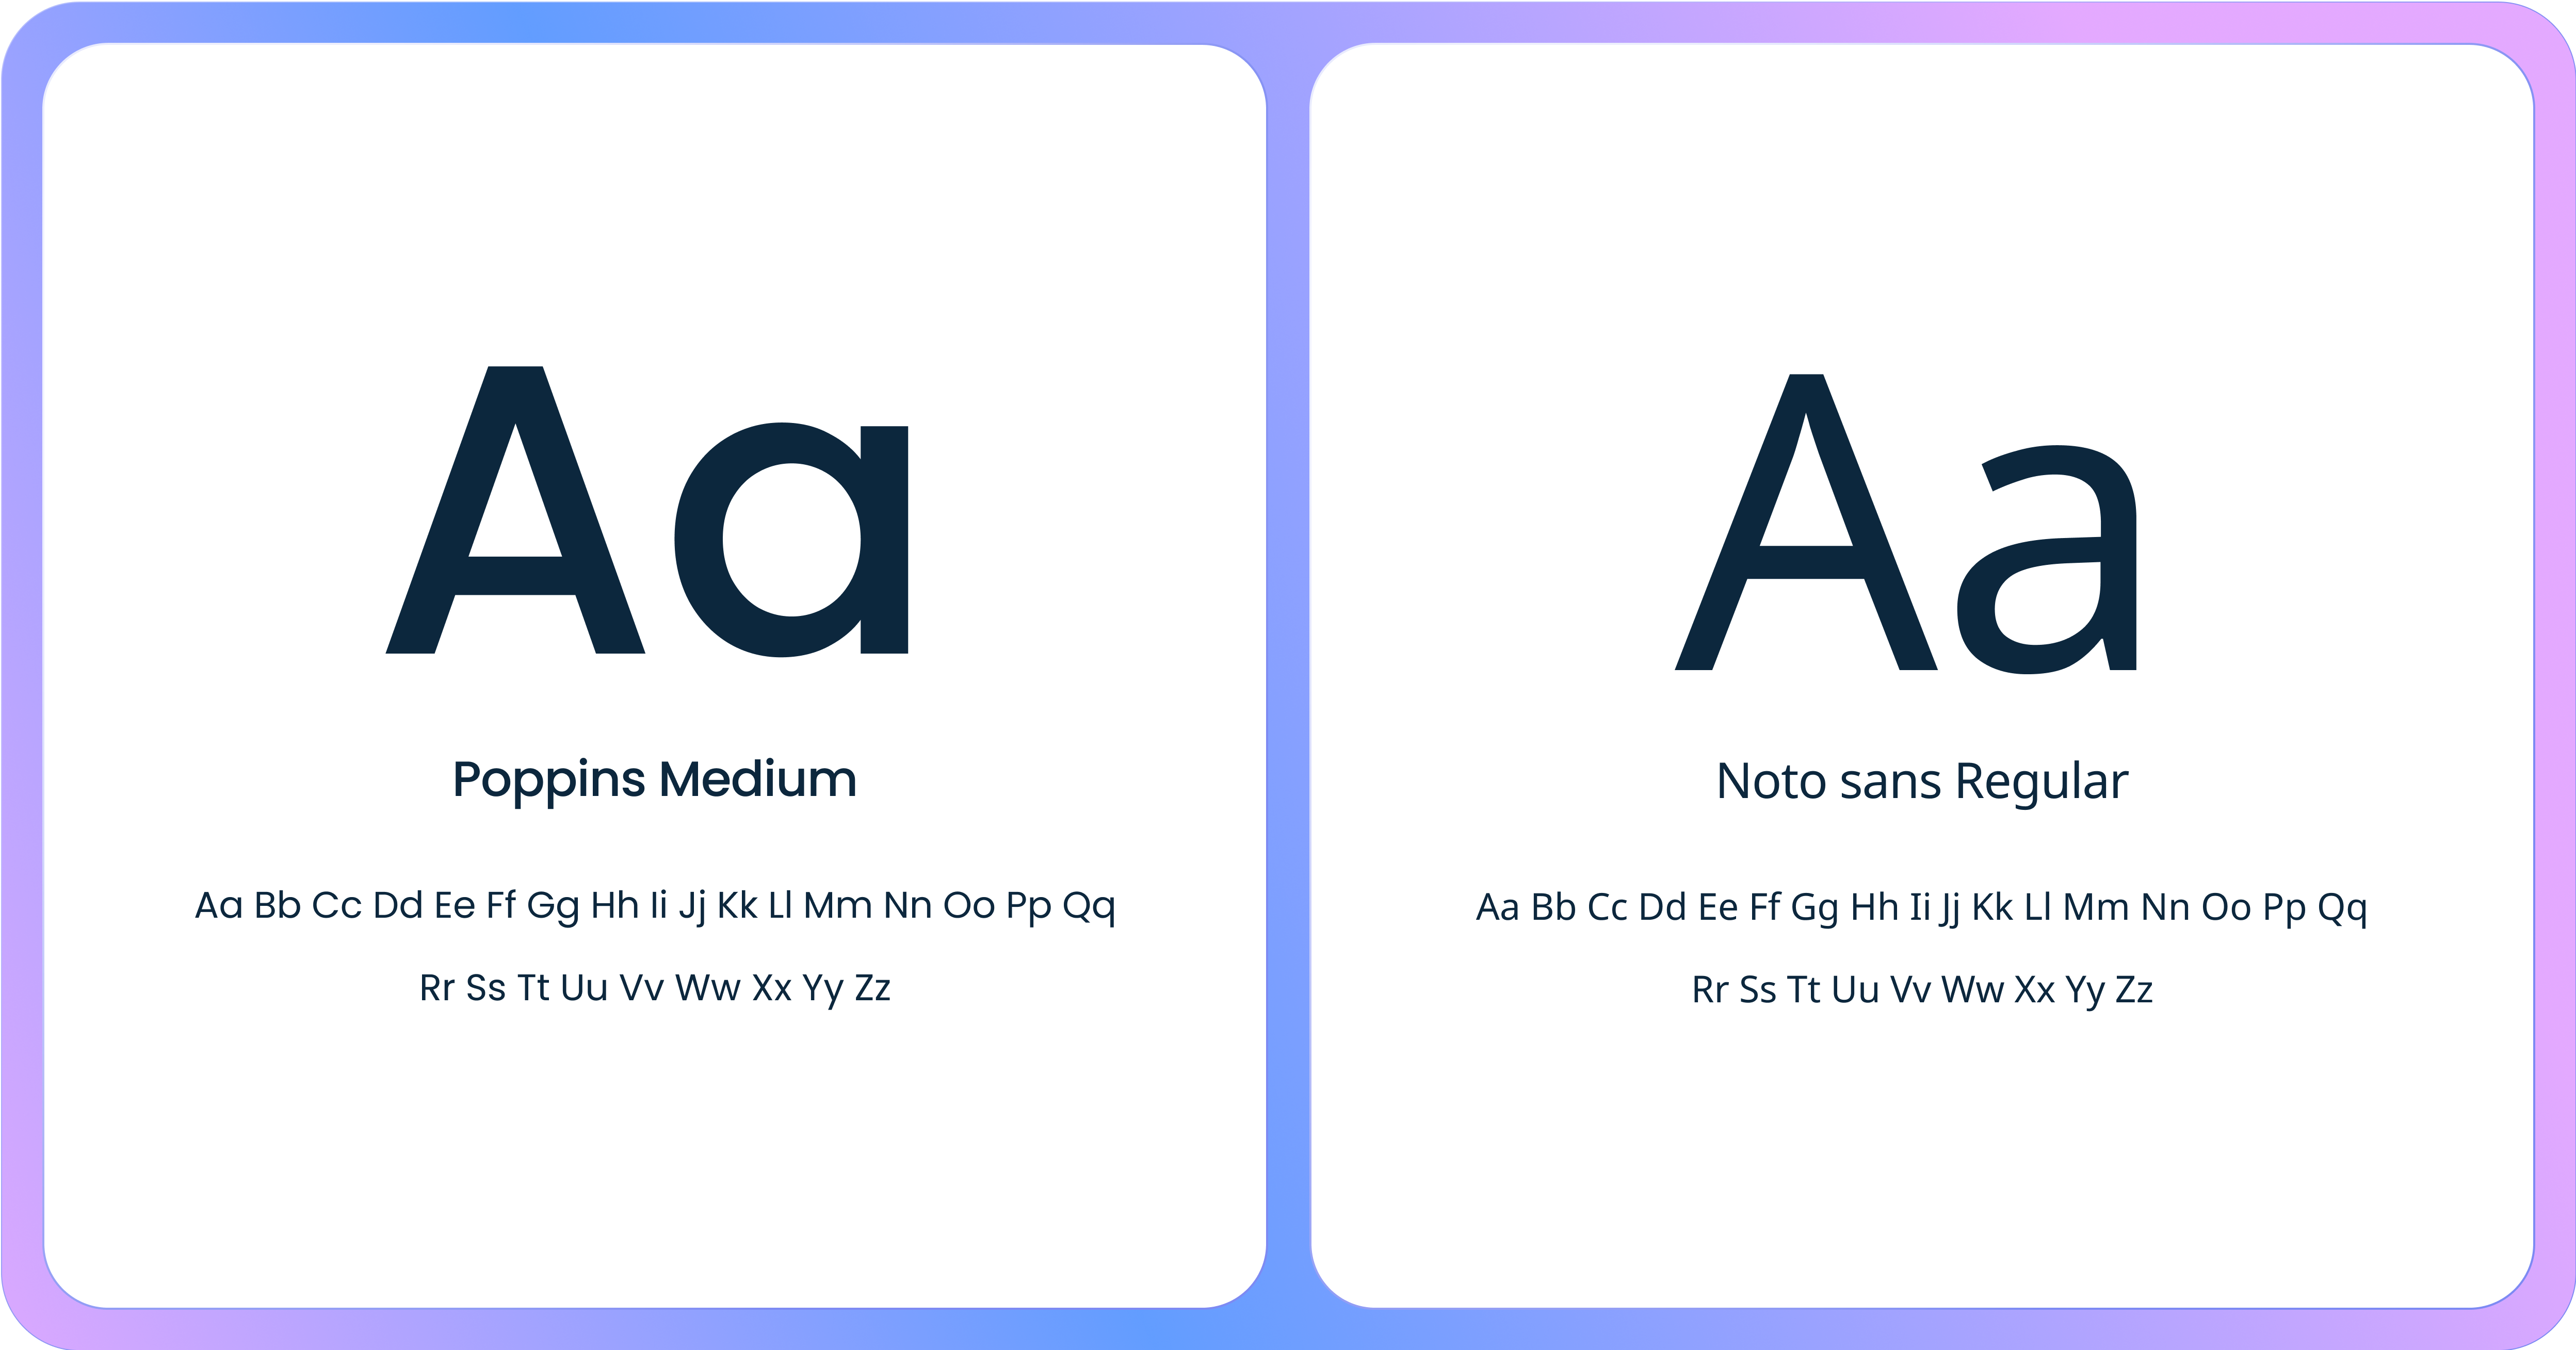 Aa
Poppins Medium
Aa Bb Cc Dd Ee Ff Gg Hh Ii Jj Kk Ll Mm Nn Oo Pp Qq
Rr Ss Tt Uu Vv Ww Xx Yy Zz
Aa
Noto sans Regular
Aa Bb Cc Dd Ee Ff Gg Hh Ii Jj Kk Ll Mm Nn Oo Pp Qq
Rr Ss Tt Uu Vv Ww Xx Yy Zz